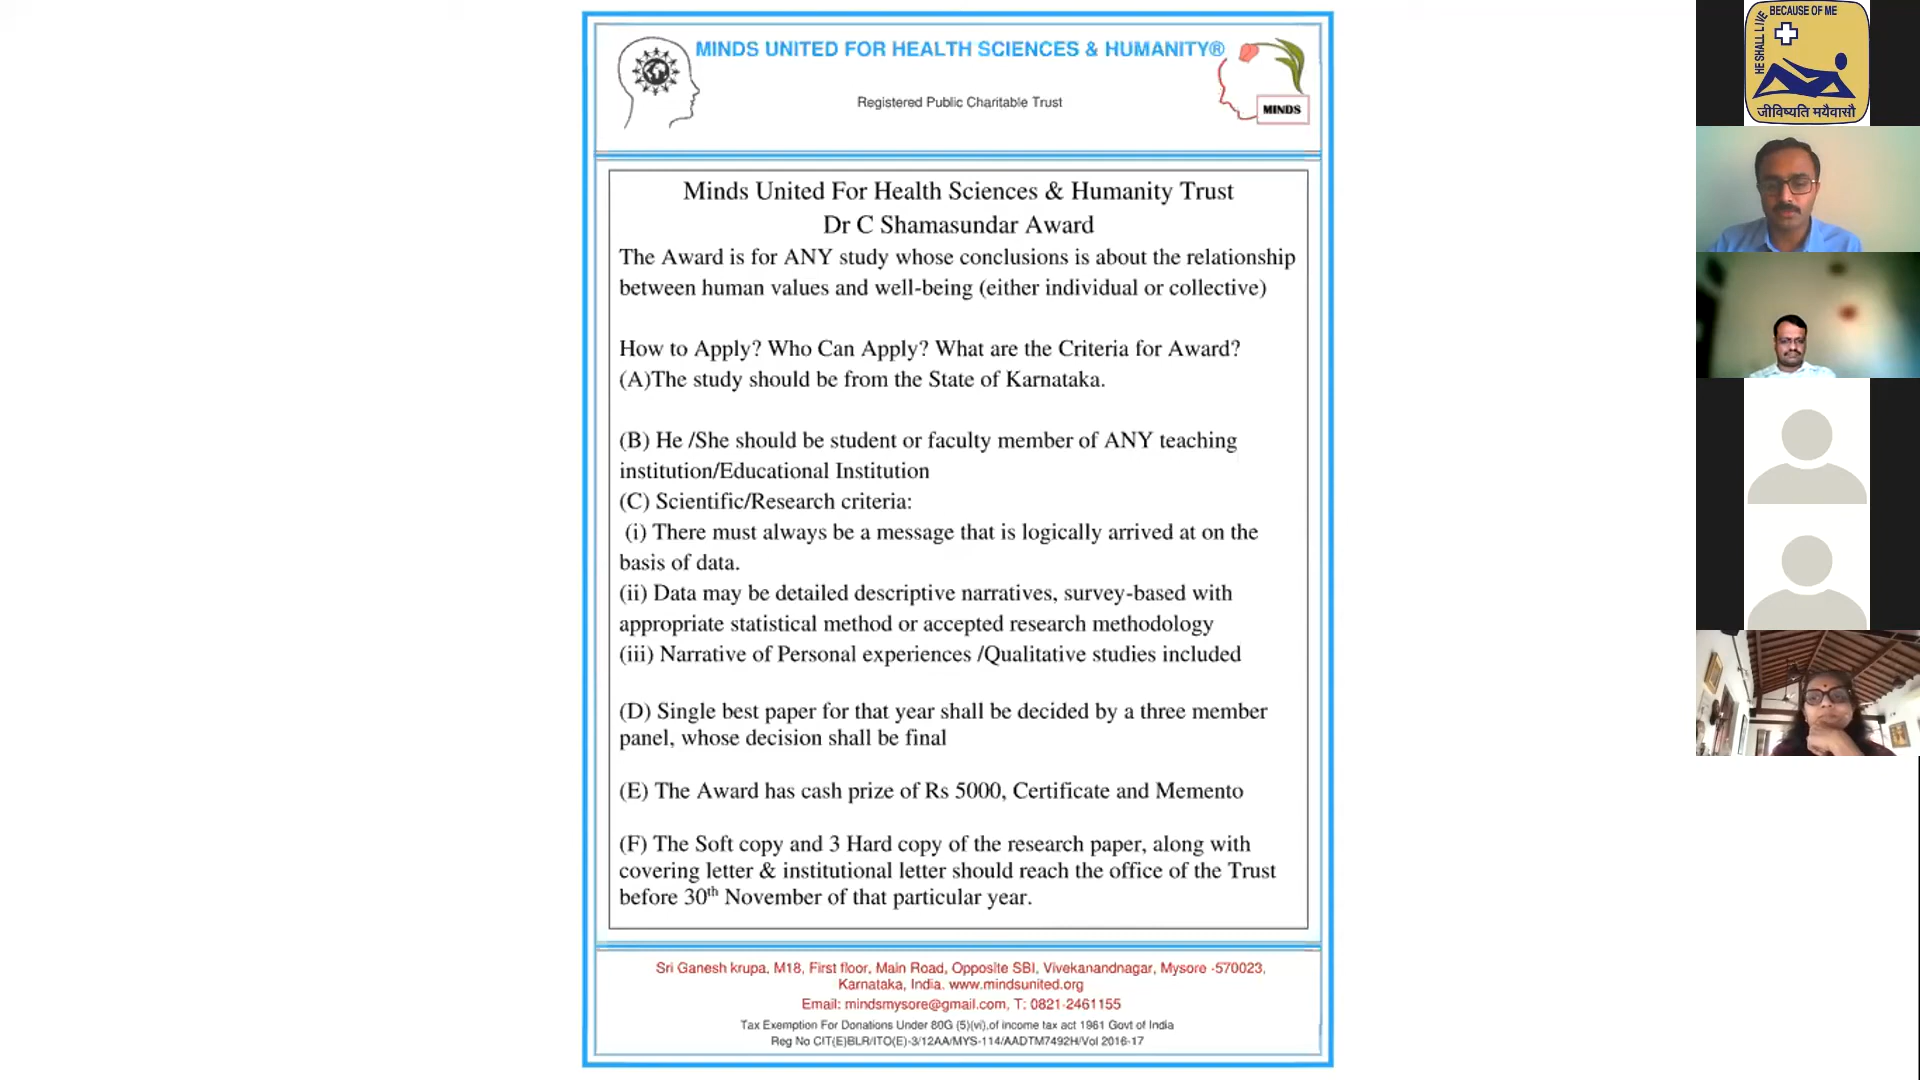 MINDS UNITED FOR HEALTH SCIENCES & HUMANITY®
Registered Public Charitable Trust
MINDS
Minds United For Health Sciences & Humanity Trust
Dr C Shamasundar Award
The Award is for ANY study whose conclusions is about the relationship
between human values and well-being (either individual or collective)
How to Apply? Who Can Apply? What are the Criteria for Award?
(A)The study should be from the State of Karnataka.
(B) He /She should be student or faculty member of ANY teaching
institution/Educational Institution
(C) Scientific/Research criteria:
(i) There must always be a message that is logically arrived at on the
basis of data.
(ii) Data may be detailed descriptive narratives, survey-based with
appropriate statistical method or accepted research methodology
(iii) Narrative of Personal experiences /Qualitative studies included
(D) Single best paper for that year shall be decided by a three member
panel, whose decision shall be final
(E) The Award has cash prize of Rs 5000, Certificate and Memento
(F) The Soft copy and 3 Hard copy of the research paper, along with
covering letter & institutional letter should reach the office of the Trust
before 30th November of that particular year.
Sri Ganesh krupa, M18, First floor, Main Road, Opposite SBI, Vivekanandnagar, Mysore -570023,
Karnataka, India. www.mindsunited.org
Email: mindsmysore@gmail.com, T: 0821-2461155
Tax Exemption For Donations Under 80G (5)(vi),of income tax act 1961 Govt of India
Reg No CIT(E)BLR/ITO(E)-3/12AA/MYS-114/AADTM7492H/Vol 2016-17
HE SHALL LIVE
BECAUSE OF ME
जीविष्यति मयैवासौ